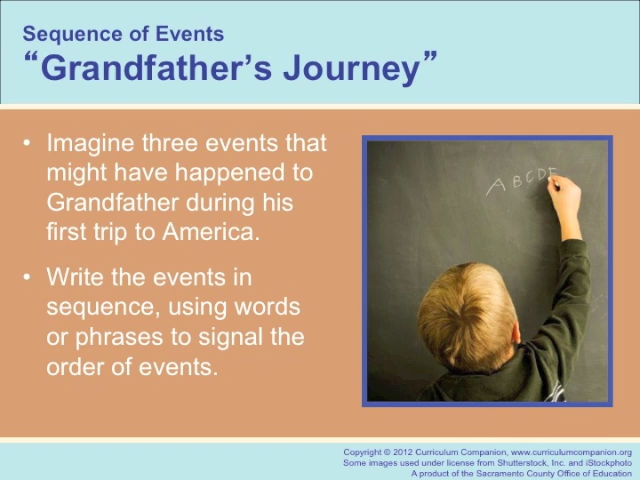 Sequence of Events
“Grandfather’s Journey”
• Imagine three events that
might have happened to
Grandfather during his
first trip to America.
• Write the events in
sequence, using words
or phrases to signal the
order of events.
A B C D E
Copyright © 2012 Curriculum Companion, www.curriculumcompanion.org
Some images used under license from Shutterstock, Inc. and iStockphoto
A product of the Sacramento County Office of Education